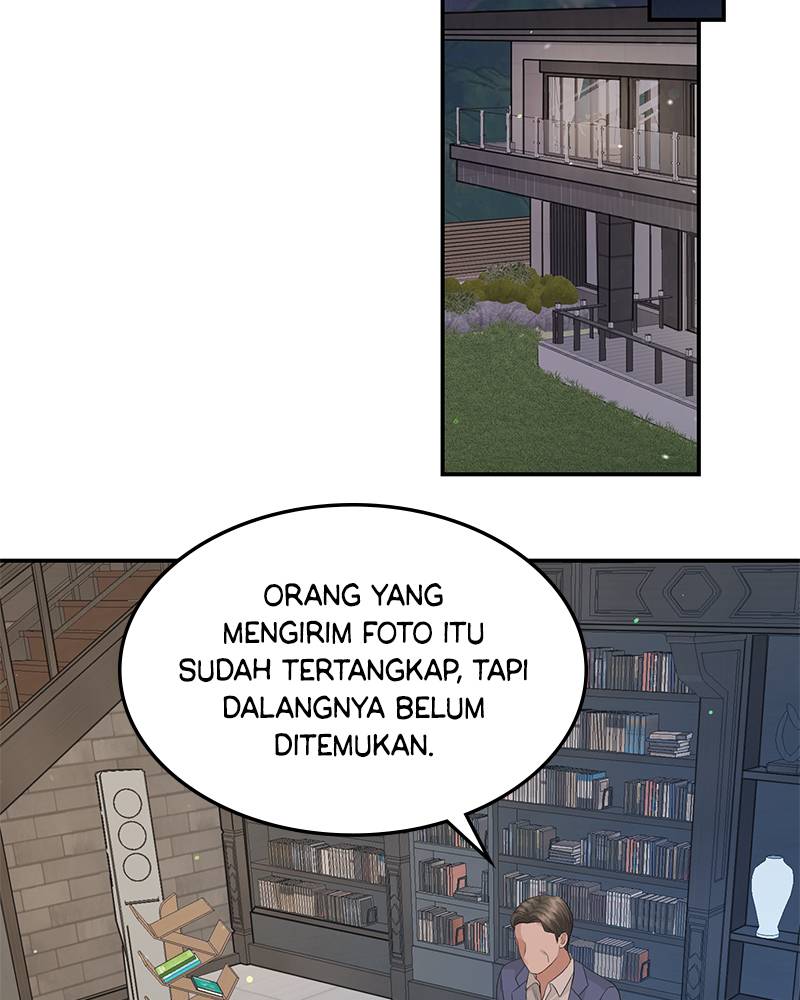 ORANG YANG
MENGIRIM FOTO ITU
SUDAH TERTANGKAP, TAPI
DALANGNYA BELUM
DITEMUKAN.